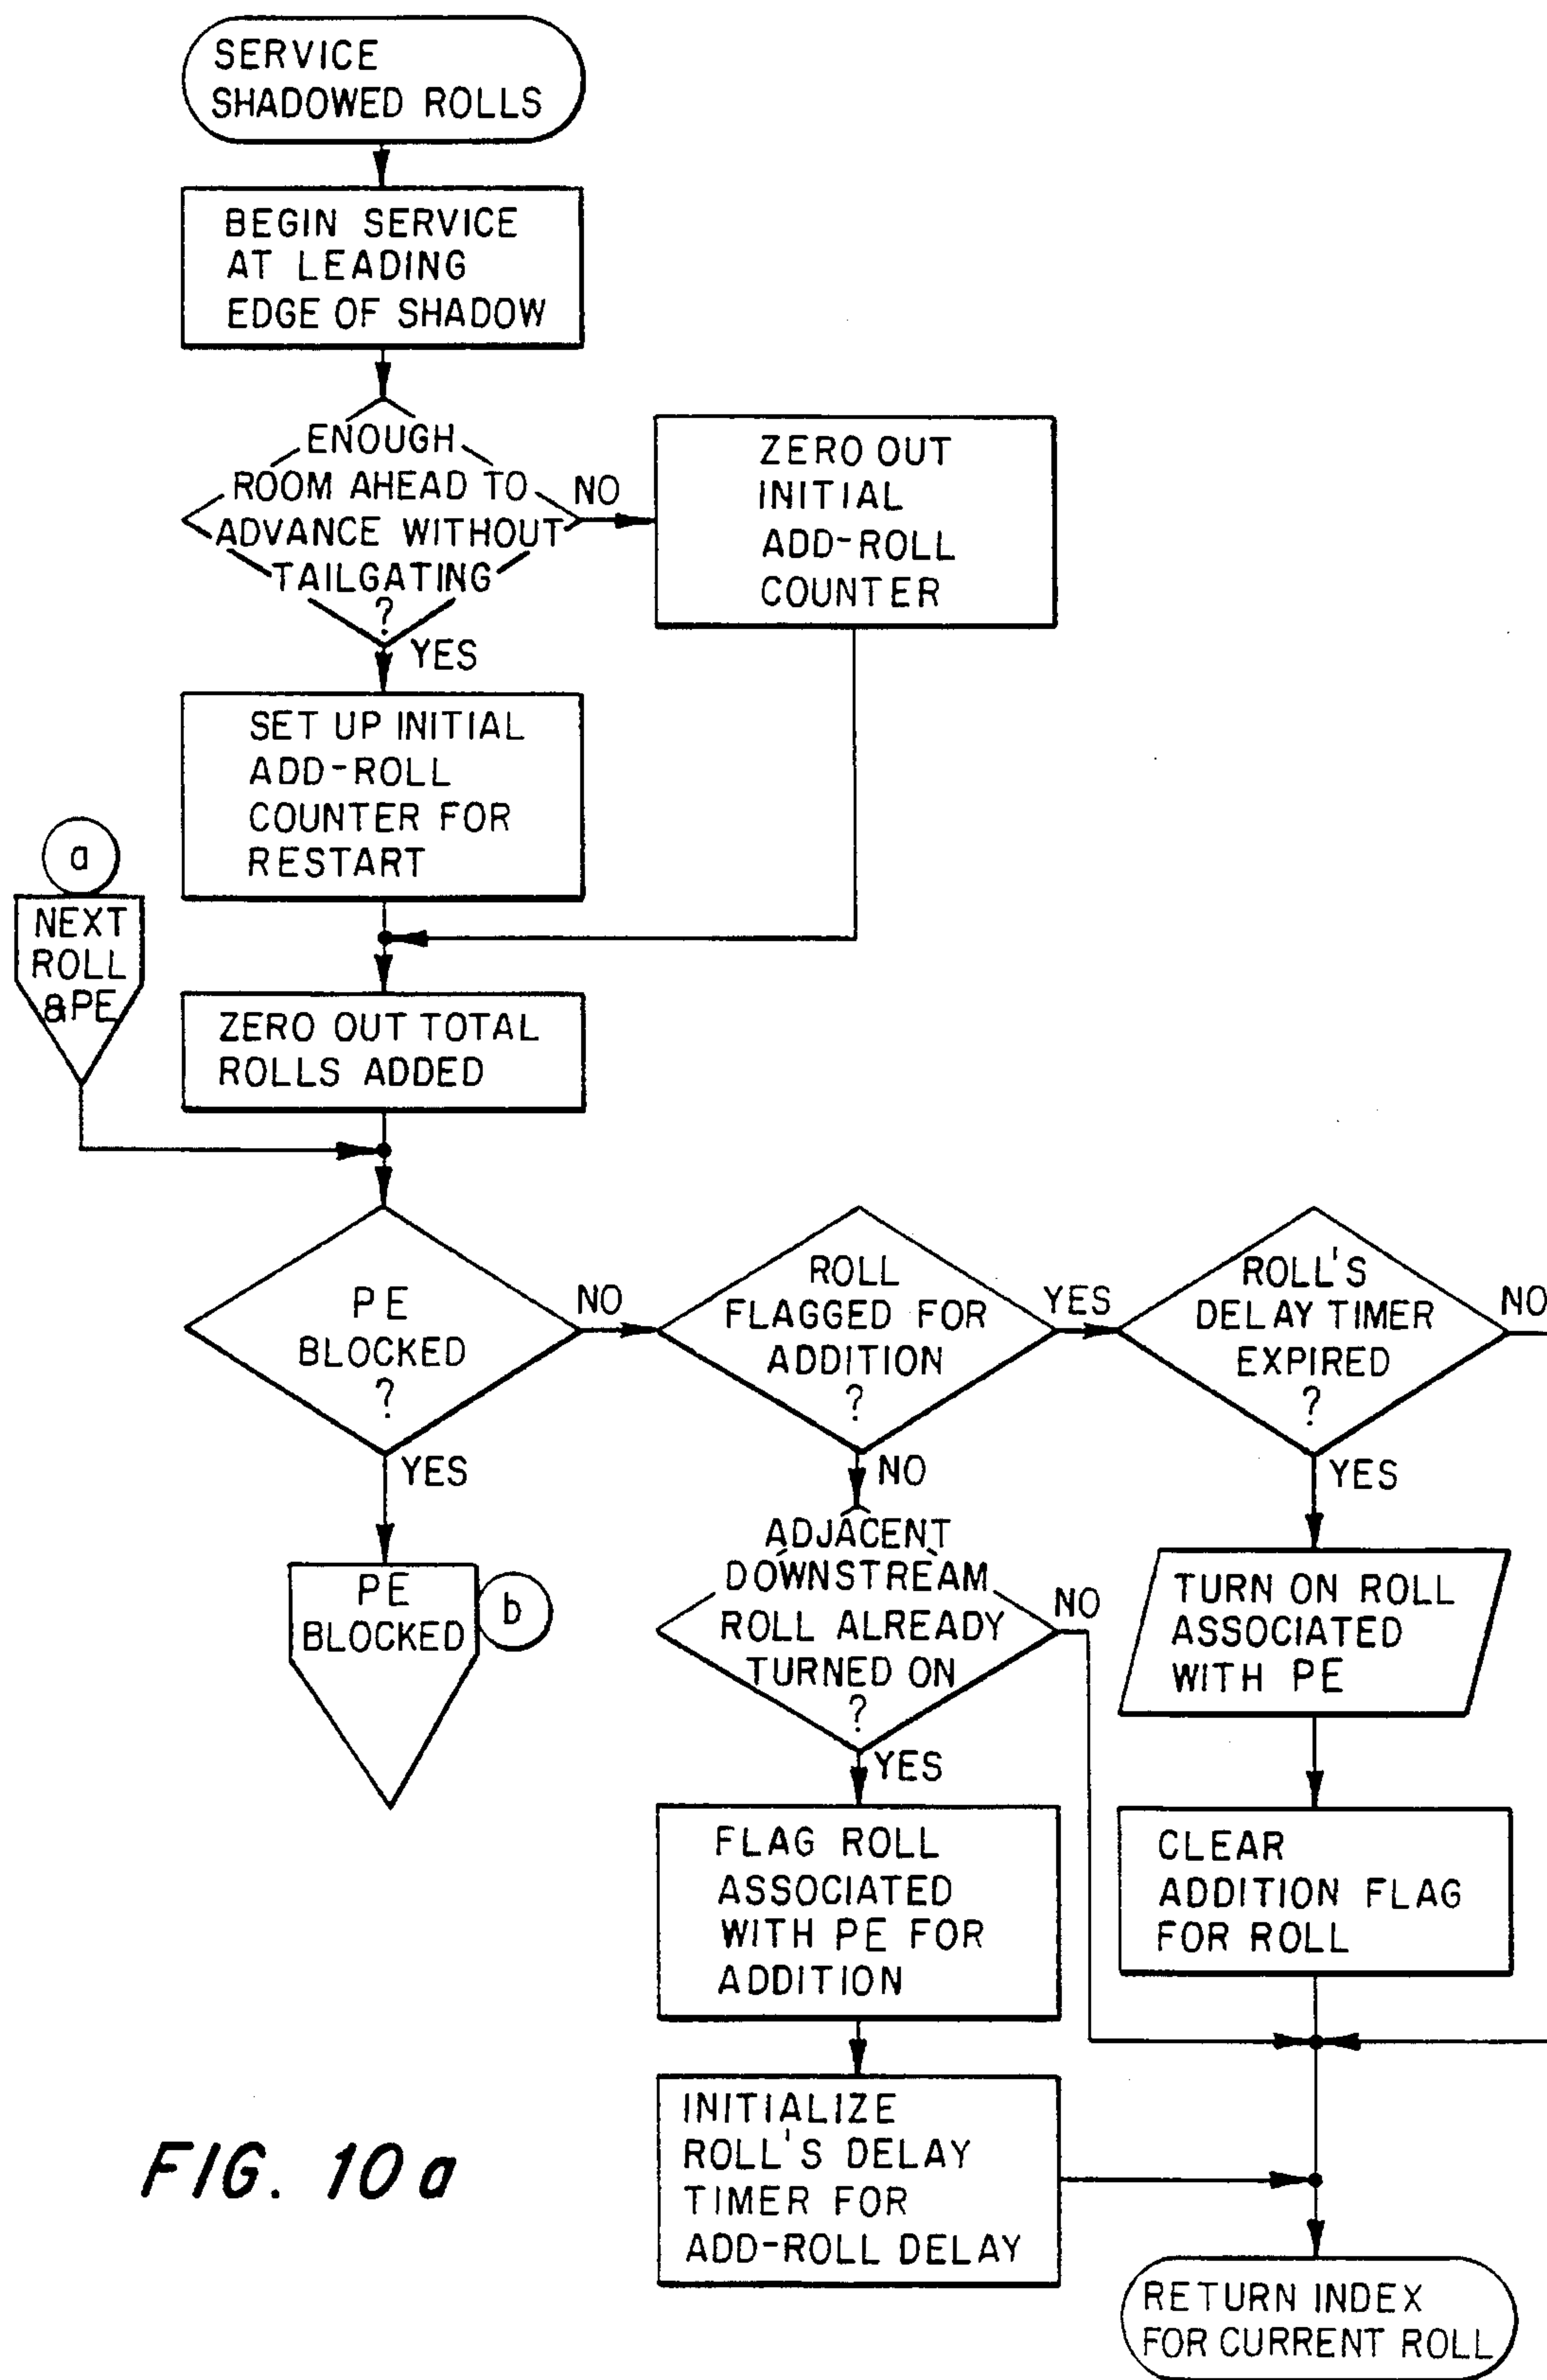 SERVICE
SHADOWED ROLLS
BEGIN SERVICE
AT LEADING
EDGE OF SHADOW
ENOUGH
ROOM AHEAD TO
ADVANCE WITHOUT
TAILGATING
?
NO
YES
ZERO OUT
INITIAL
ADD-ROLL
COUNTER
SET UP INITIAL
ADD-ROLL
COUNTER FOR
RESTART
a
NEXT
ROLL
&PE
ZERO OUT TOTAL
ROLLS ADDED
PE
BLOCKED
?
NO
YES
PE
BLOCKED
b
ROLL
FLAGGED FOR
ADDITION
?
YES
NO
ROLL'S
DELAY TIMER
EXPIRED
?
NO
YES
ADJACENT
DOWNSTREAM
ROLL ALREADY
TURNED ON
?
NO
YES
TURN ON ROLL
ASSOCIATED
WITH PE
FLAG ROLL
ASSOCIATED
WITH PE FOR
ADDITION
CLEAR
ADDITION FLAG
FOR ROLL
INITIALIZE
ROLL'S DELAY
TIMER FOR
ADD-ROLL DELAY
RETURN INDEX
FOR CURRENT ROLL
FIG. 10a